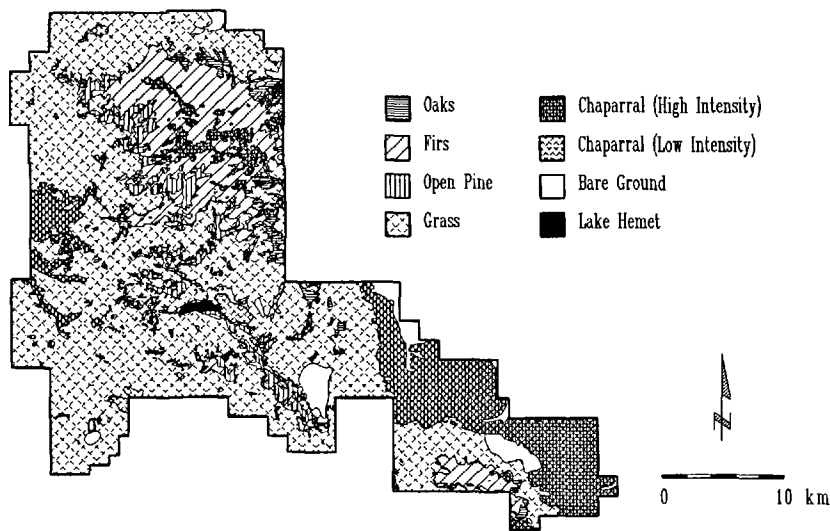 Oaks
Firs
Open Pine
Grass
Chaparral (High Intensity)
Chaparral (Low Intensity)
Bare Ground
Lake Hemet
N
0 10 km